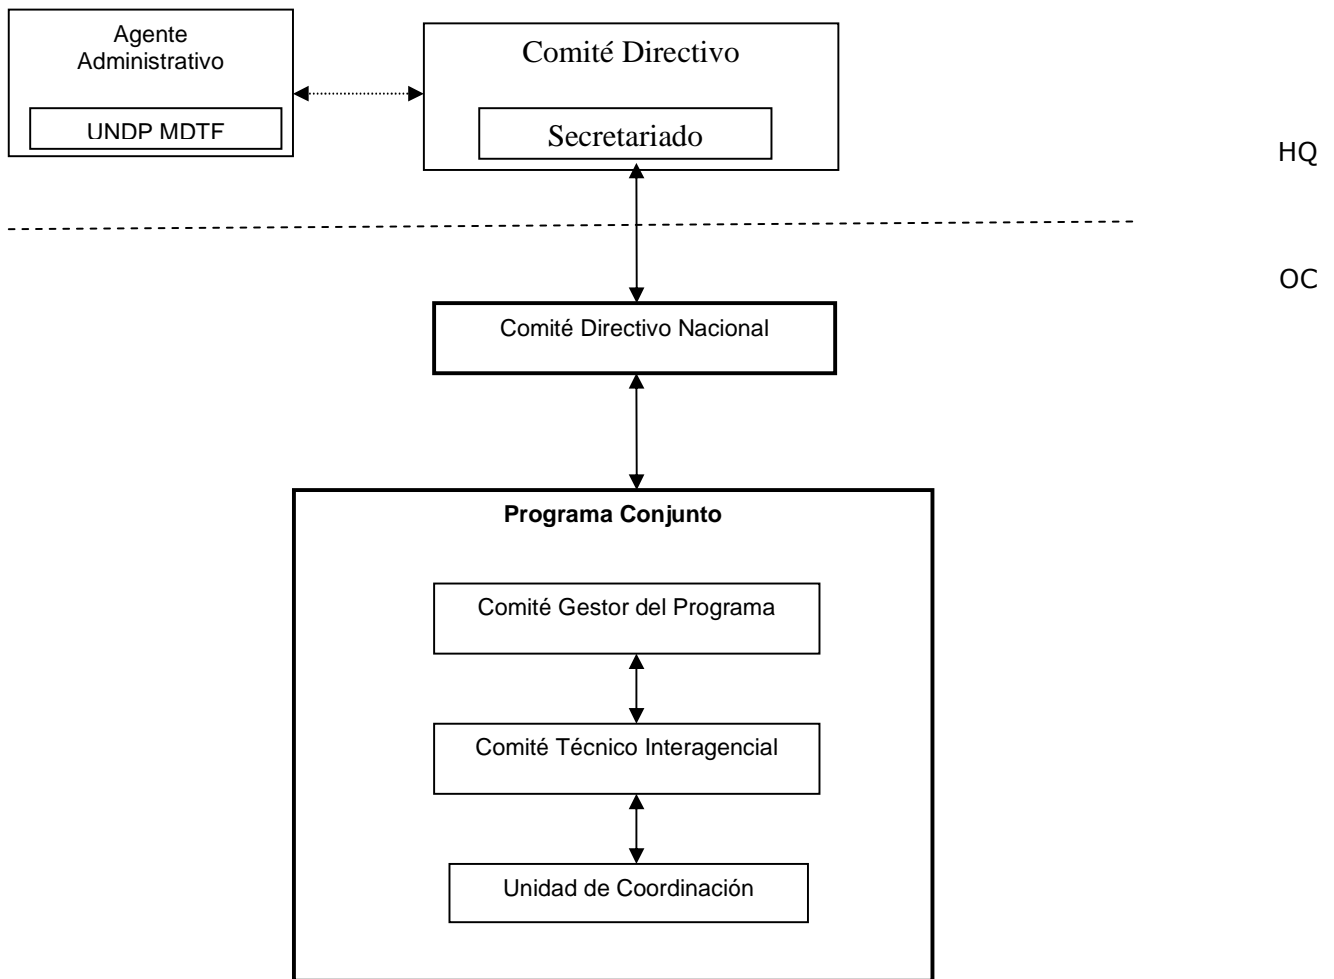 Agente
Administrativo
UNDP MDTF
Comité Directivo
Secretariado
HQ
OC
Comité Directivo Nacional
Programa Conjunto
Comité Gestor del Programa
Comité Técnico Interagencial
Unidad de Coordinación